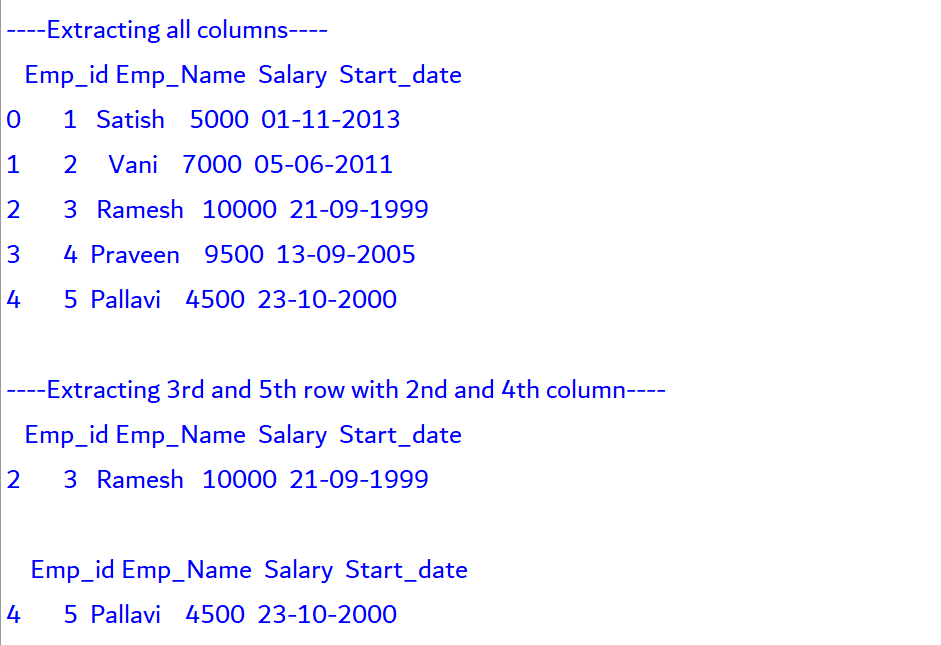 ----Extracting all columns----
   Emp_id Emp_Name  Salary  Start_date
0       1   Satish    5000  01-11-2013
1       2     Vani    7000  05-06-2011
2       3   Ramesh   10000  21-09-1999
3       4  Praveen    9500  13-09-2005
4       5  Pallavi    4500  23-10-2000
----Extracting 3rd and 5th row with 2nd and 4th column----
   Emp_id Emp_Name  Salary  Start_date
2       3   Ramesh   10000  21-09-1999
   Emp_id Emp_Name  Salary  Start_date
4       5  Pallavi    4500  23-10-2000